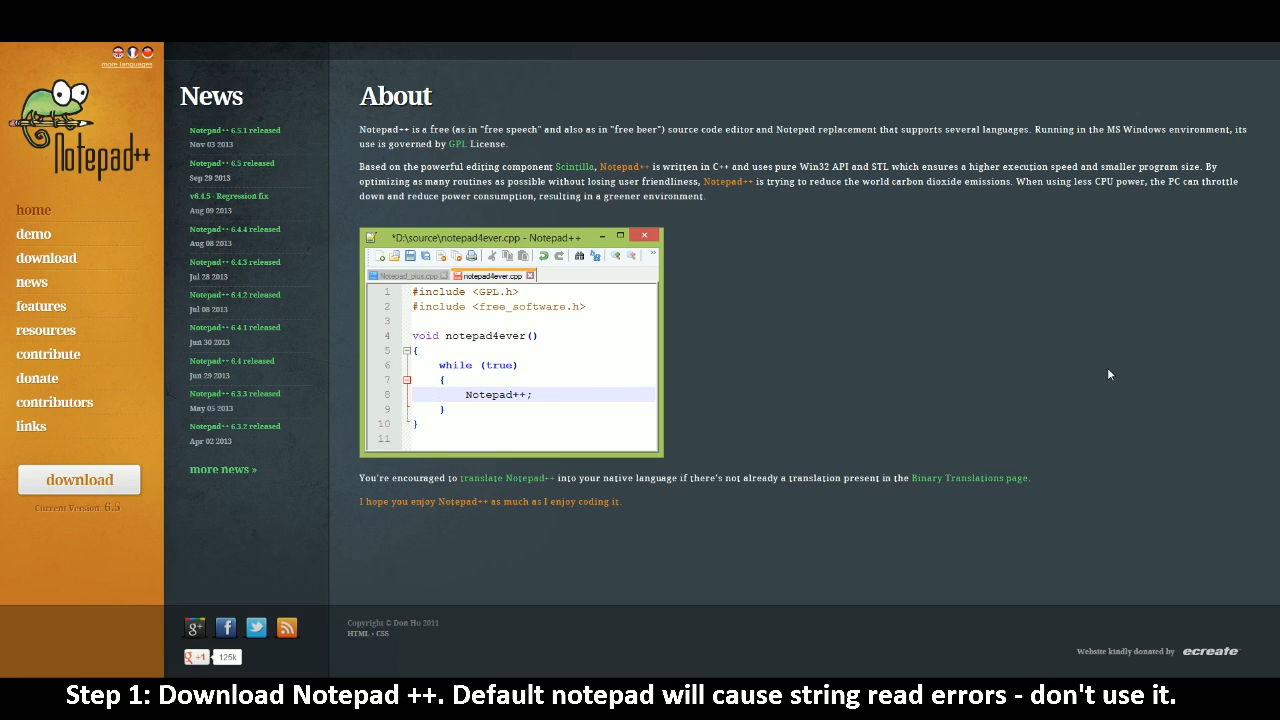 more languages
Notepad++
home
demo
download
news
features
resources
contribute
donate
contributors
links
download
Current Version: 6.5
News
Notepad++ 6.5.1 released
Nov 03 2013
Notepad++ 6.5 released
Sep 29 2013
v6.4.5 - Regression fix
Aug 09 2013
Notepad++ 6.4.4 released
Aug 08 2013
Notepad++ 6.4.3 released
Jul 28 2013
Notepad++ 6.4.2 released
Jul 08 2013
Notepad++ 6.4.1 released
Jun 30 2013
Notepad++ 6.4 released
Jun 29 2013
Notepad++ 6.3.3 released
May 05 2013
Notepad++ 6.3.2 released
Apr 02 2013
more news »
About
Notepad++ is a free (as in "free speech" and also as in "free beer") source code editor and Notepad replacement that supports several languages. Running in the MS Windows environment, its
use is governed by GPL License.
Based on the powerful editing component Scintilla, Notepad++ is written in C++ and uses pure Win32 API and STL which ensures a higher execution speed and smaller program size. By
optimizing as many routines as possible without losing user friendliness, Notepad++ is trying to reduce the world carbon dioxide emissions. When using less CPU power, the PC can throttle
down and reduce power consumption, resulting in a greener environment.
*D:\source\notepad4ever.cpp - Notepad++
Notepad_plus.cpp notepad4ever.cpp
1 #include <GPL.h>
2 #include <free_software.h>
3
4 void notepad4ever()
5 {
6 while (true)
7 {
8 Notepad++;
9 }
10 }
11
You're encouraged to translate Notepad++ into your native language if there's not already a translation present in the Binary Translations page.
I hope you enjoy Notepad++ as much as I enjoy coding it.
g+ f
+1 125k
Copyright © Don Ho 2011
HTML - CSS
Website kindly donated by ecreate
Step 1: Download Notepad ++. Default notepad will cause string read errors - don't use it.